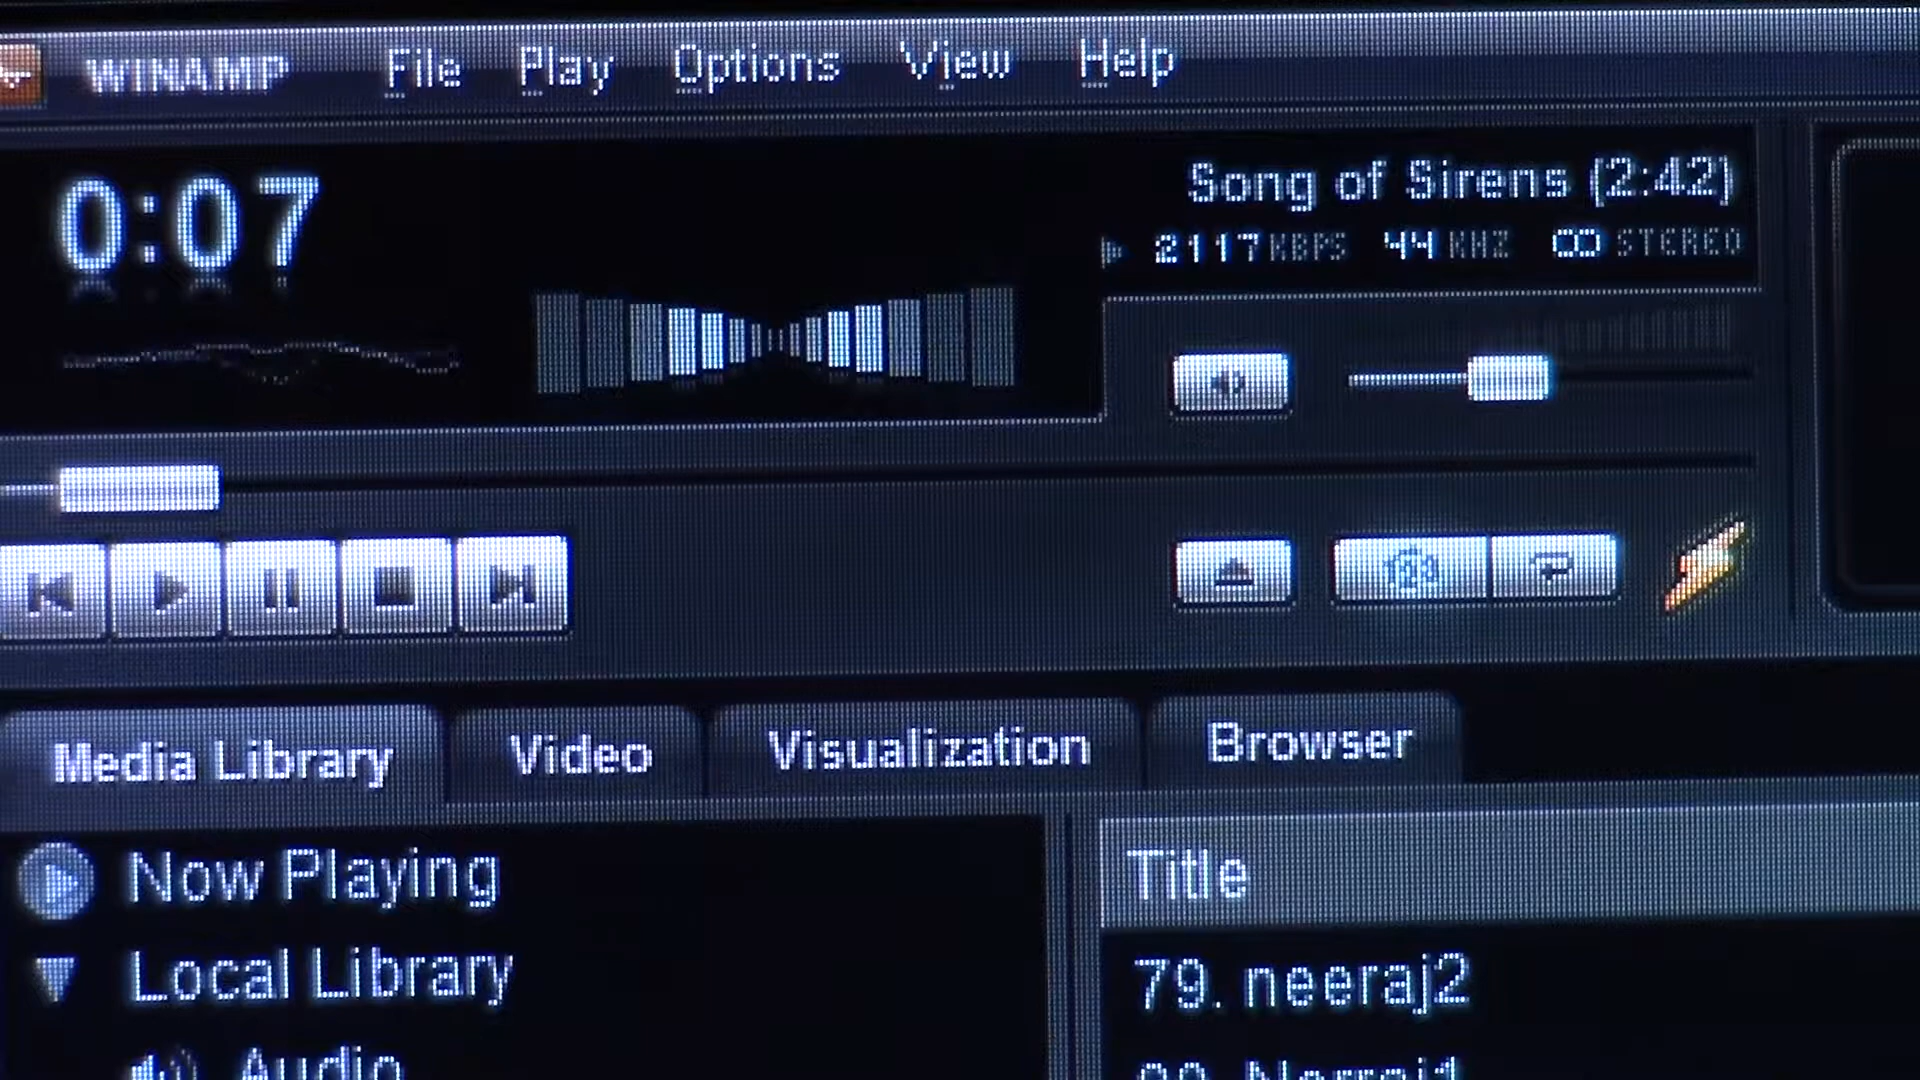 WINAMP File Play Options View Help
0:07
Song of Sirens (2:42)
2117 KBPS 44 KHZ STEREO
Media Library Video Visualization Browser
Now Playing
Title
Local Library
79. neeraj2
Audio